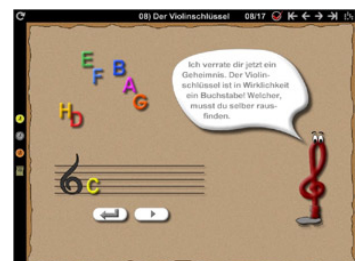 08) Der Violinschlüssel 08/17
E
F B
A
G
H
D
C
Ich verrate dir jetzt ein
Geheimnis. Der Violin-
schlüssel ist in Wirklichkeit
ein Buchstabe! Welcher,
musst du selber raus-
finden.